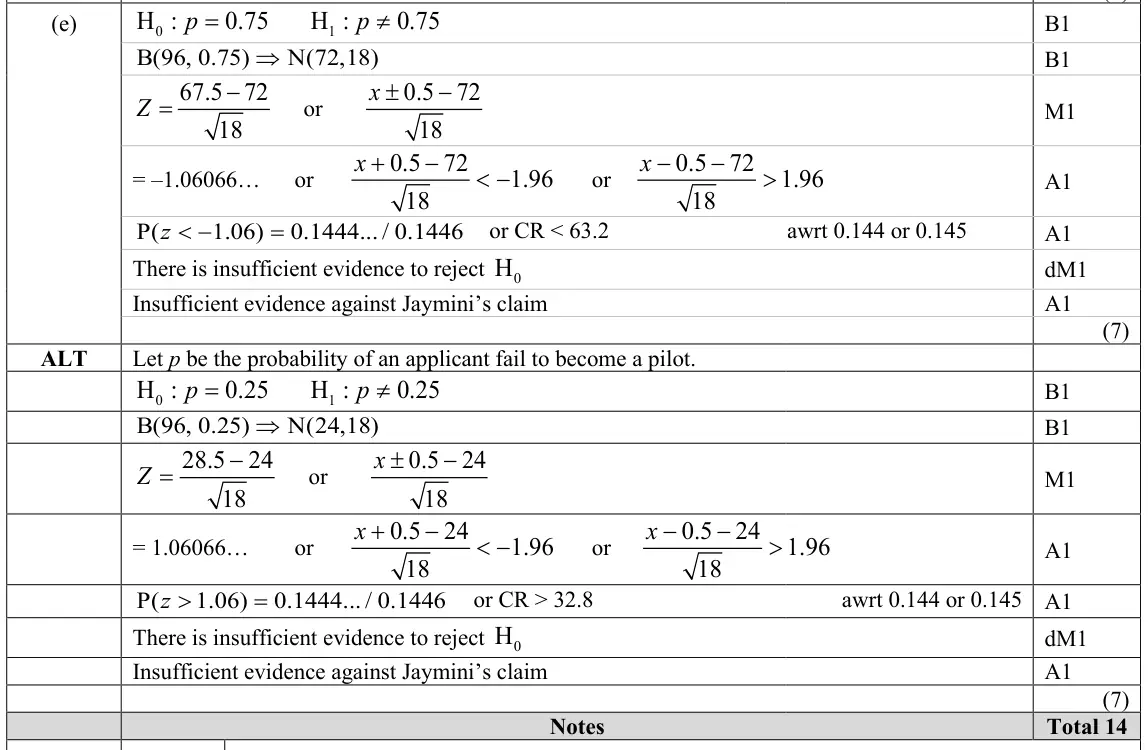 (e) H₀ : p = 0.75 H₁ : p ≠ 0.75 B1
B(96, 0.75) ⇒ N(72,18) B1
Z = (67.5 − 72)/√18 or (x ± 0.5 − 72)/√18 M1
= –1.06066… or (x + 0.5 − 72)/√18 < −1.96 or (x − 0.5 − 72)/√18 > 1.96 A1
P(z < −1.06) = 0.1444... / 0.1446 or CR < 63.2 awrt 0.144 or 0.145 A1
There is insufficient evidence to reject H₀ dM1
Insufficient evidence against Jaymini’s claim A1
(7)
ALT Let p be the probability of an applicant fail to become a pilot.
H₀ : p = 0.25 H₁ : p ≠ 0.25 B1
B(96, 0.25) ⇒ N(24,18) B1
Z = (28.5 − 24)/√18 or (x ± 0.5 − 24)/√18 M1
= 1.06066… or (x + 0.5 − 24)/√18 < −1.96 or (x − 0.5 − 24)/√18 > 1.96 A1
P(z > 1.06) = 0.1444... / 0.1446 or CR > 32.8 awrt 0.144 or 0.145 A1
There is insufficient evidence to reject H₀ dM1
Insufficient evidence against Jaymini’s claim A1
(7)
Notes Total 14